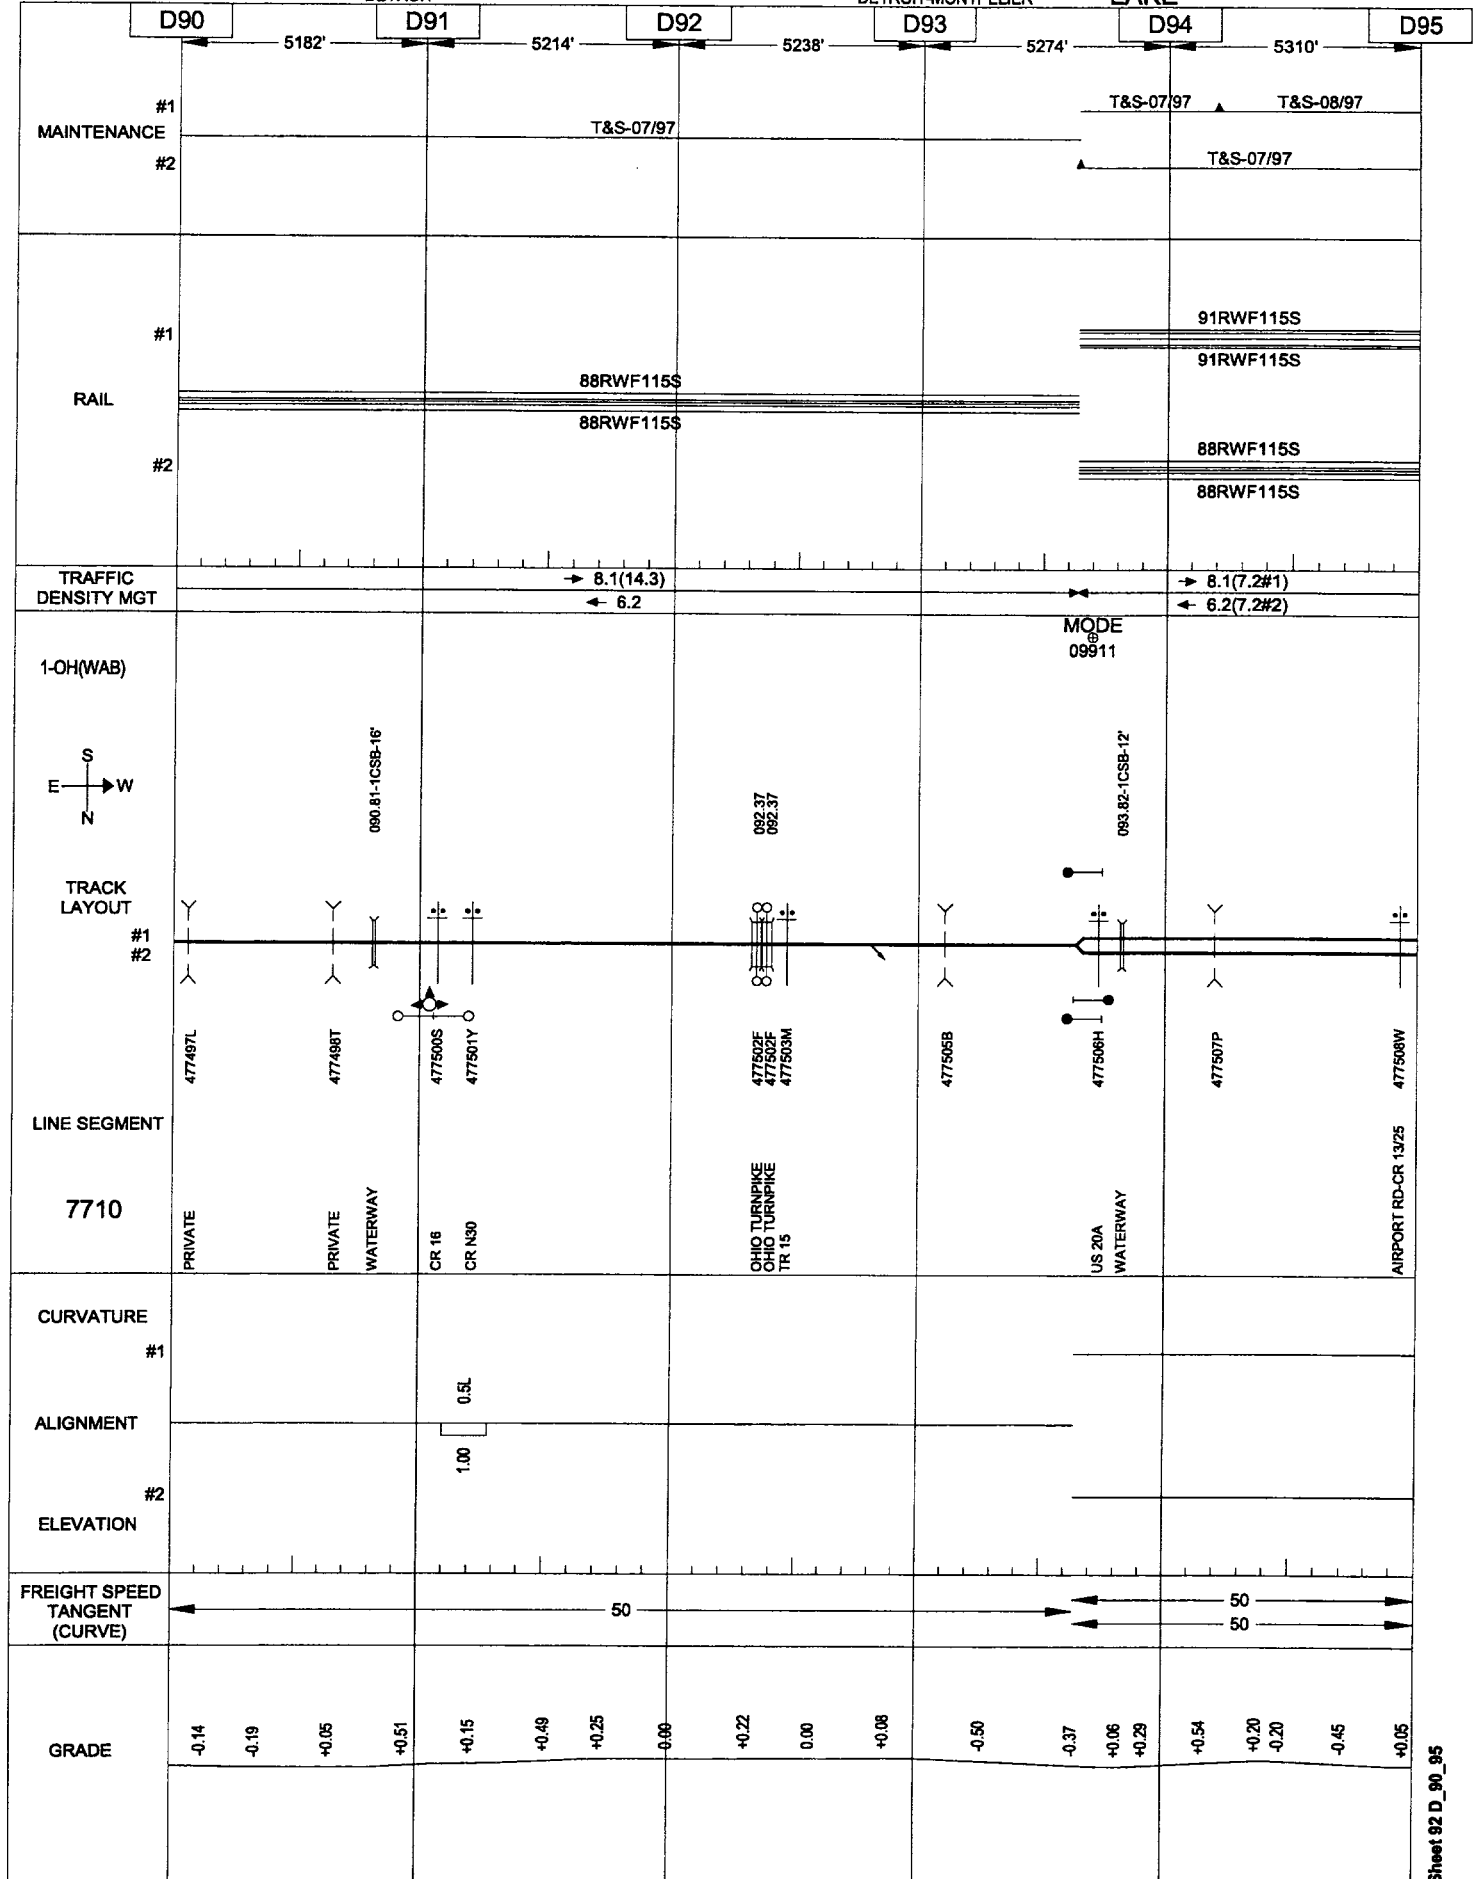 LAKE
D90 D91 D92 D93 D94 D95
5182' 5214' 5238' 5274' 5310'
#1 T&S-07/97 T&S-08/97
MAINTENANCE T&S-07/97
#2 T&S-07/97
91RWF115S
#1
91RWF115S
88RWF115S
RAIL
88RWF115S
88RWF115S
#2
88RWF115S
TRAFFIC
DENSITY MGT
8.1(14.3) 8.1(7.2#1)
6.2 6.2(7.2#2)
MODE
09911
1-OH(WAB)
S
E W
N
090.81-1CSB-16'
092.37
092.37
093.82-1CSB-12'
TRACK
LAYOUT
#1
#2
477497L
477498T
477500S
477501Y
477502F
477502F
477503M
477505B
477506H
477507P
477508W
LINE SEGMENT
7710
PRIVATE
PRIVATE
WATERWAY
CR 16
CR N30
OHIO TURNPIKE
OHIO TURNPIKE
TR 15
US 20A
WATERWAY
AIRPORT RD-CR 13/25
CURVATURE
#1
0.5L
ALIGNMENT
1.00
#2
ELEVATION
FREIGHT SPEED
TANGENT
(CURVE)
50
50
50
GRADE
-0.14
-0.19
+0.05
+0.51
+0.15
+0.49
+0.25
0.00
+0.22
0.00
+0.08
-0.50
-0.37
+0.06
+0.29
+0.54
+0.20
-0.20
-0.45
+0.05
Sheet 92 D_90_95